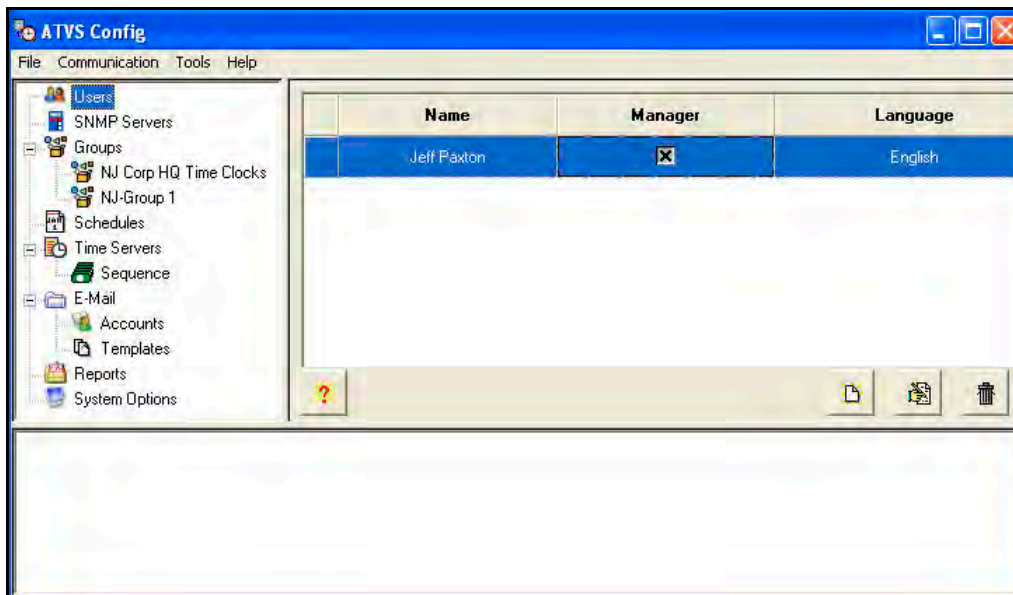 ATVS Config
File Communication Tools Help
Users
SNMP Servers
Groups
NJ Corp HQ Time Clocks
NJ-Group 1
Schedules
Time Servers
Sequence
E-Mail
Accounts
Templates
Reports
System Options
Name Manager Language
Jeff Paxton English
?